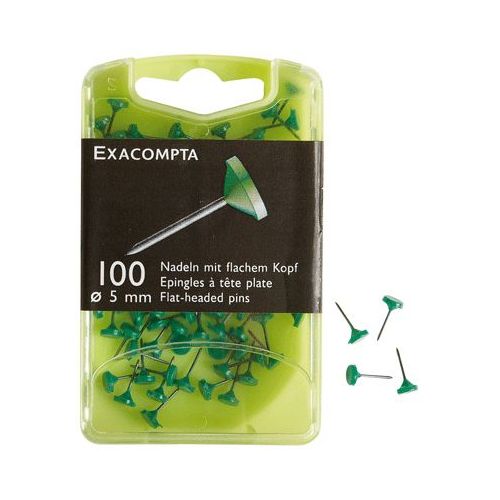 EXACOMPTA
100
ø 5 mm
Nadeln mit flachem Kopf
Epingles à tête plate
Flat-headed pins